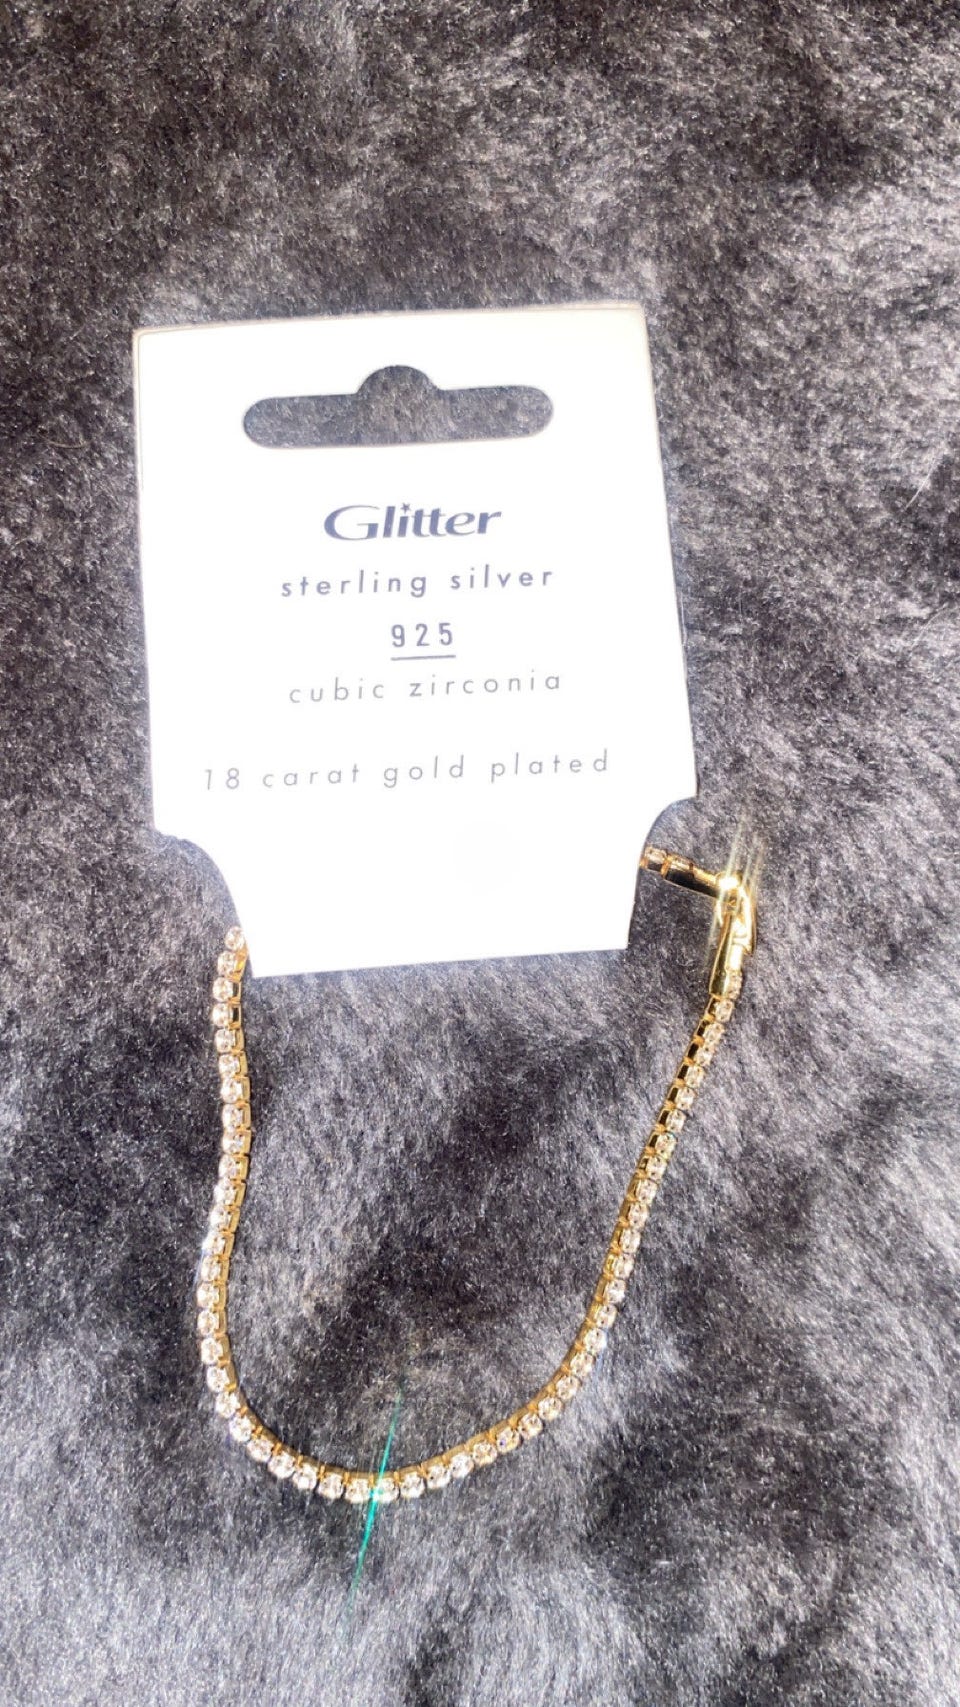 Glitter
sterling silver
925
cubic zirconia
18 carat gold plated